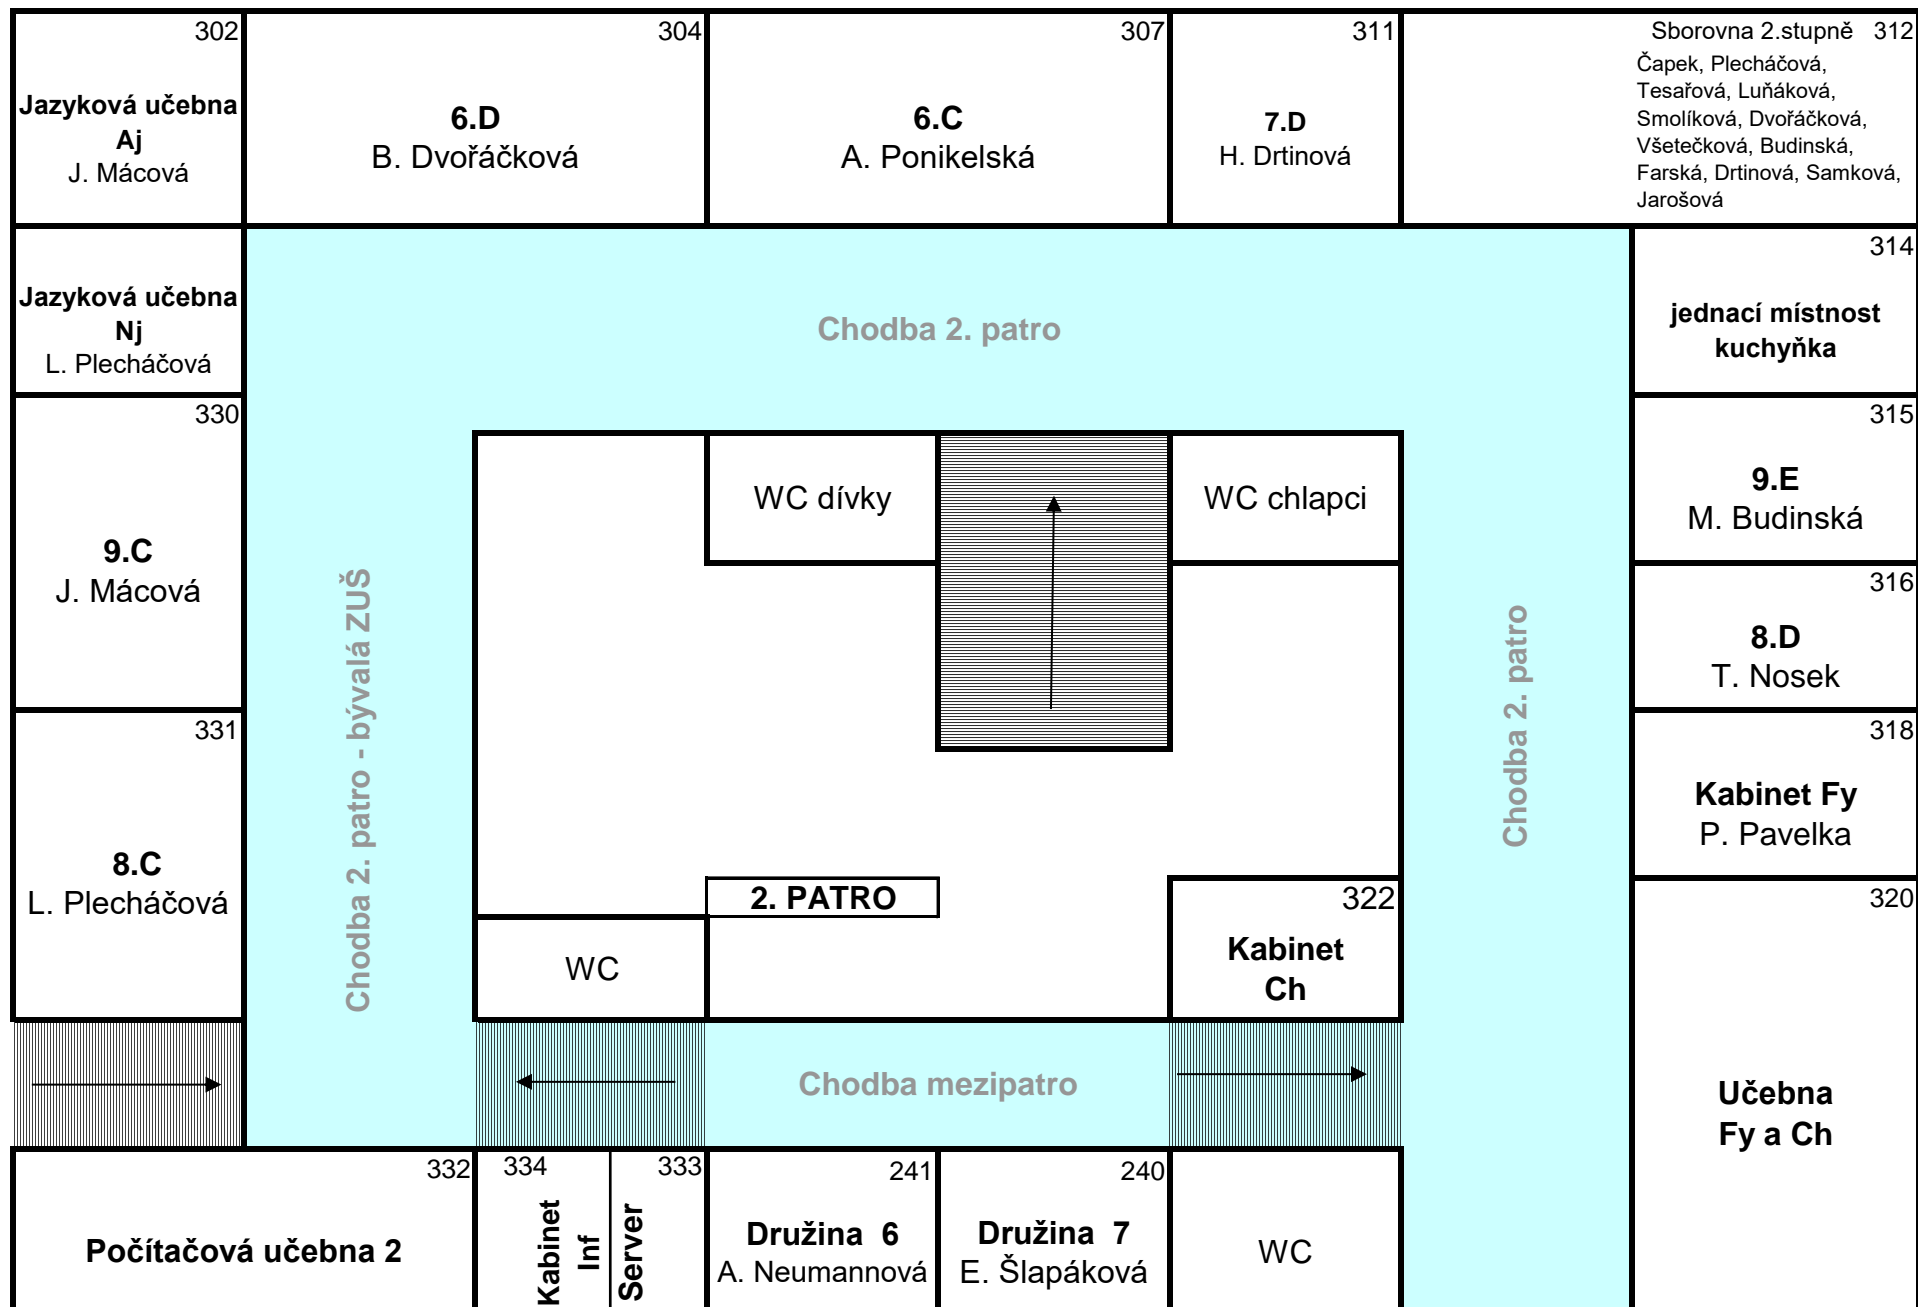 302
Jazyková učebna
Aj
J. Mácová
304
6.D
B. Dvořáčková
307
6.C
A. Ponikelská
311
7.D
H. Drtinová
Sborovna 2.stupně 312
Čapek, Plecháčová,
Tesařová, Luňáková,
Smolíková, Dvořáčková,
Všetečková, Budinská,
Farská, Drtinová, Samková,
Jarošová
Jazyková učebna
Nj
L. Plecháčová
Chodba 2. patro
314
jednací místnost
kuchyňka
330
9.C
J. Mácová
WC dívky
WC chlapci
315
9.E
M. Budinská
316
8.D
T. Nosek
Chodba 2. patro - bývalá ZUŠ
Chodba 2. patro
331
8.C
L. Plecháčová
318
Kabinet Fy
P. Pavelka
2. PATRO
WC
322
Kabinet
Ch
320
Učebna
Fy a Ch
Chodba mezipatro
332
Počítačová učebna 2
334
Kabinet
Inf
333
Server
241
Družina 6
A. Neumannová
240
Družina 7
E. Šlapáková
WC